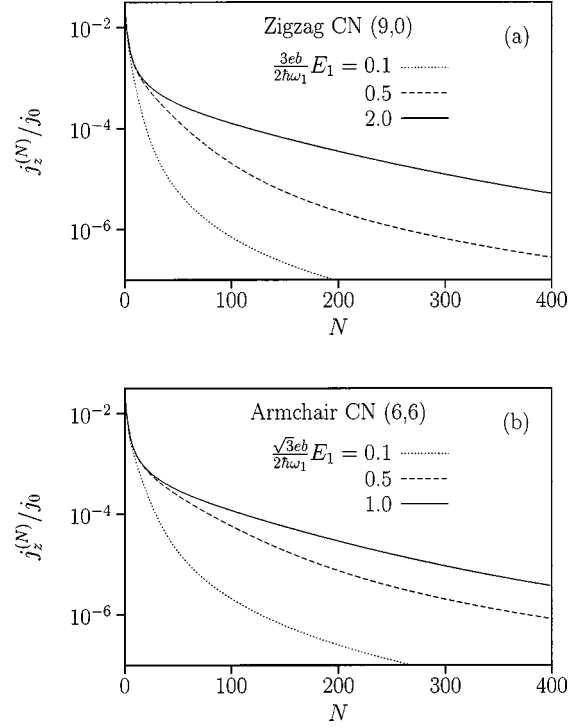 Zigzag CN (9,0)
(a)
3eb/2ħω₁ E₁ = 0.1
0.5
2.0
j_z^(N)/j₀
10⁻²
10⁻⁴
10⁻⁶
0 100 200 300 400
N
Armchair CN (6,6)
(b)
√3eb/2ħω₁ E₁ = 0.1
0.5
1.0
j_z^(N)/j₀
10⁻²
10⁻⁴
10⁻⁶
0 100 200 300 400
N